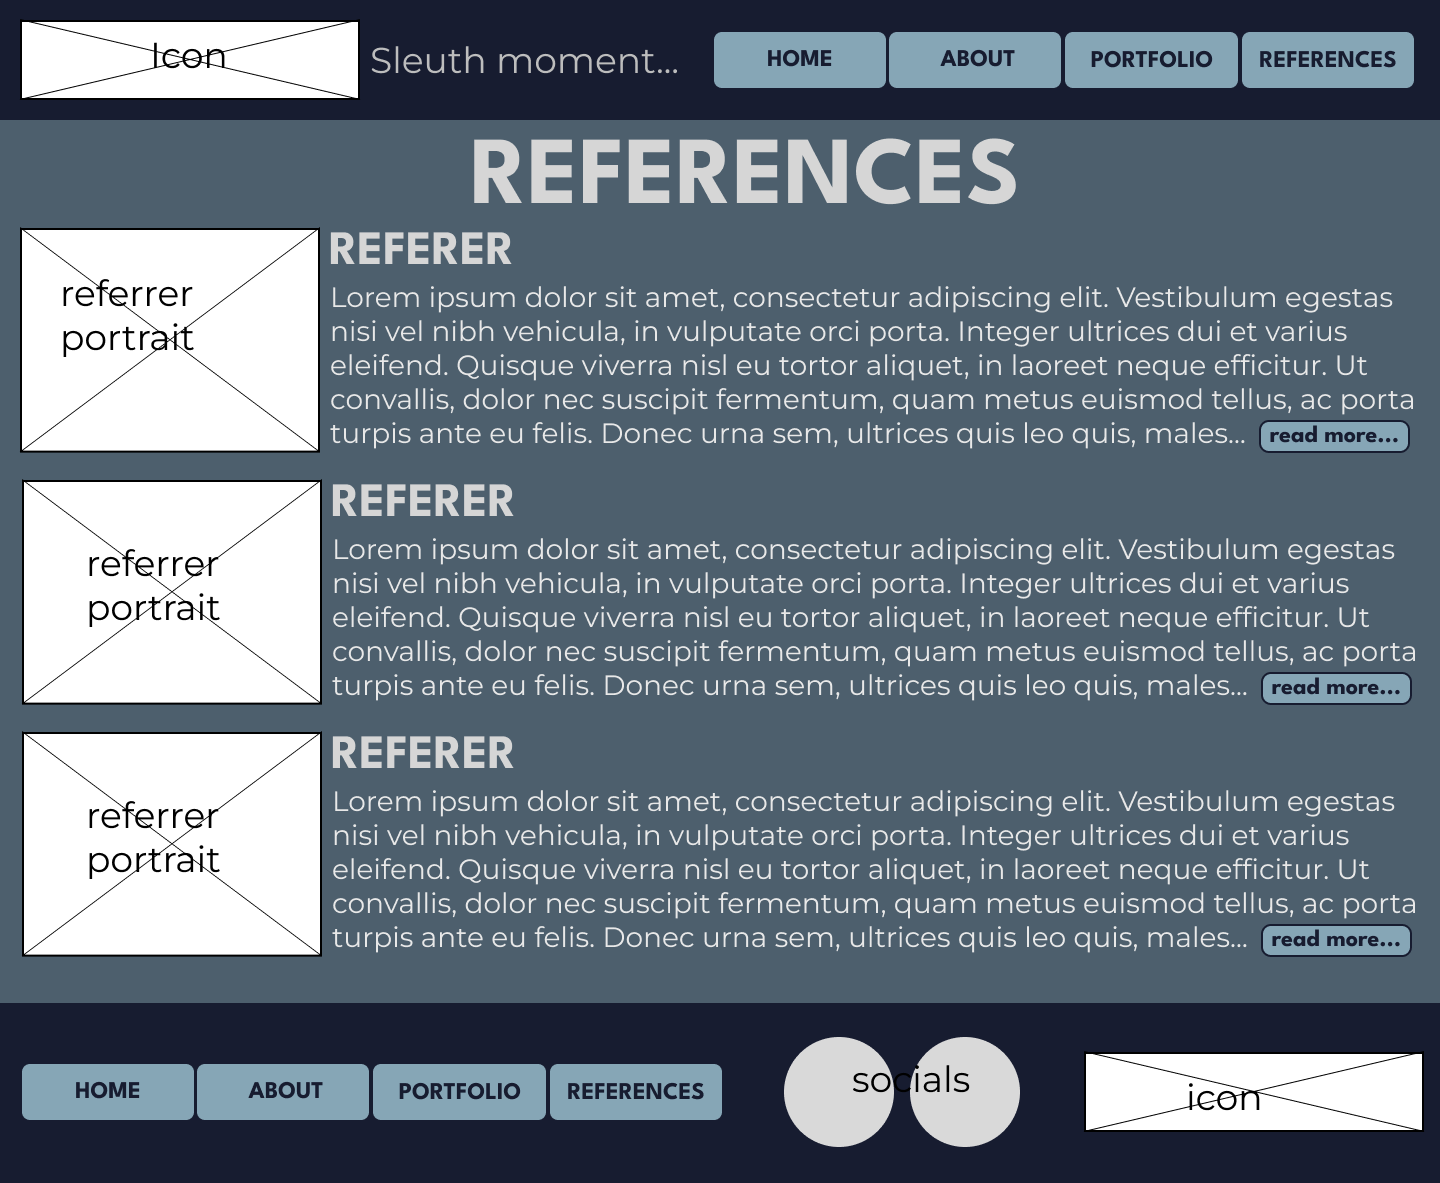 Icon
Sleuth moment...
HOME
ABOUT
PORTFOLIO
REFERENCES
REFERENCES
referrer
portrait
REFERER
Lorem ipsum dolor sit amet, consectetur adipiscing elit. Vestibulum egestas
nisi vel nibh vehicula, in vulputate orci porta. Integer ultrices dui et varius
eleifend. Quisque viverra nisl eu tortor aliquet, in laoreet neque efficitur. Ut
convallis, dolor nec suscipit fermentum, quam metus euismod tellus, ac porta
turpis ante eu felis. Donec urna sem, ultrices quis leo quis, males...
read more...
referrer
portrait
REFERER
Lorem ipsum dolor sit amet, consectetur adipiscing elit. Vestibulum egestas
nisi vel nibh vehicula, in vulputate orci porta. Integer ultrices dui et varius
eleifend. Quisque viverra nisl eu tortor aliquet, in laoreet neque efficitur. Ut
convallis, dolor nec suscipit fermentum, quam metus euismod tellus, ac porta
turpis ante eu felis. Donec urna sem, ultrices quis leo quis, males...
read more...
referrer
portrait
REFERER
Lorem ipsum dolor sit amet, consectetur adipiscing elit. Vestibulum egestas
nisi vel nibh vehicula, in vulputate orci porta. Integer ultrices dui et varius
eleifend. Quisque viverra nisl eu tortor aliquet, in laoreet neque efficitur. Ut
convallis, dolor nec suscipit fermentum, quam metus euismod tellus, ac porta
turpis ante eu felis. Donec urna sem, ultrices quis leo quis, males...
read more...
HOME
ABOUT
PORTFOLIO
REFERENCES
socials
icon